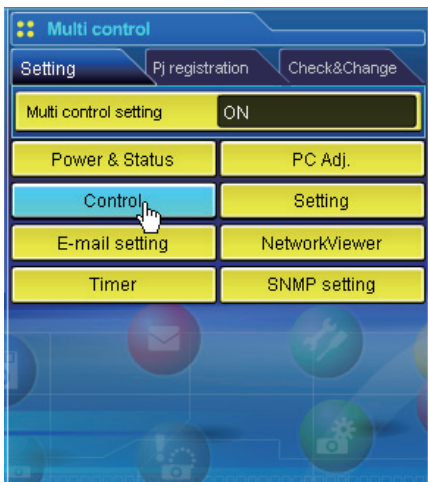 Multi control
Setting Pj registration Check&Change
Multi control setting ON
Power & Status PC Adj.
Control Setting
E-mail setting NetworkViewer
Timer SNMP setting